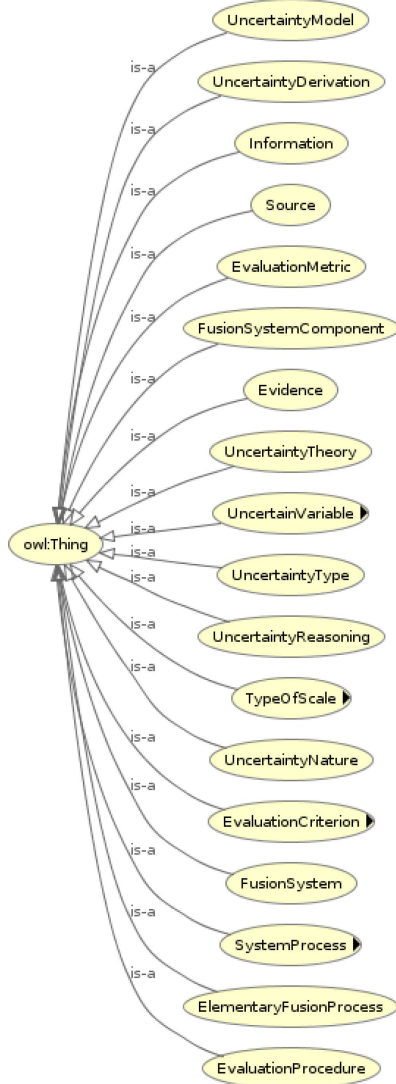 UncertaintyModel
is-a
UncertaintyDerivation
is-a
Information
is-a
Source
is-a
EvaluationMetric
is-a
FusionSystemComponent
is-a
Evidence
is-a
UncertaintyTheory
is-a
UncertainVariable
is-a
owl:Thing
is-a
UncertaintyType
is-a
UncertaintyReasoning
is-a
TypeOfScale
is-a
UncertaintyNature
is-a
EvaluationCriterion
is-a
FusionSystem
is-a
SystemProcess
is-a
ElementaryFusionProcess
is-a
EvaluationProcedure